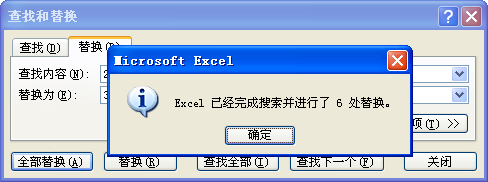 查找和替换
查找(D)
替换(P)
Microsoft Excel
查找内容(N): 2
替换为(E): 3
Excel 已经完成搜索并进行了 6 处替换。
项(T) >>
确定
全部替换(A) 替换(R) 查找全部(I) 查找下一个(F) 关闭